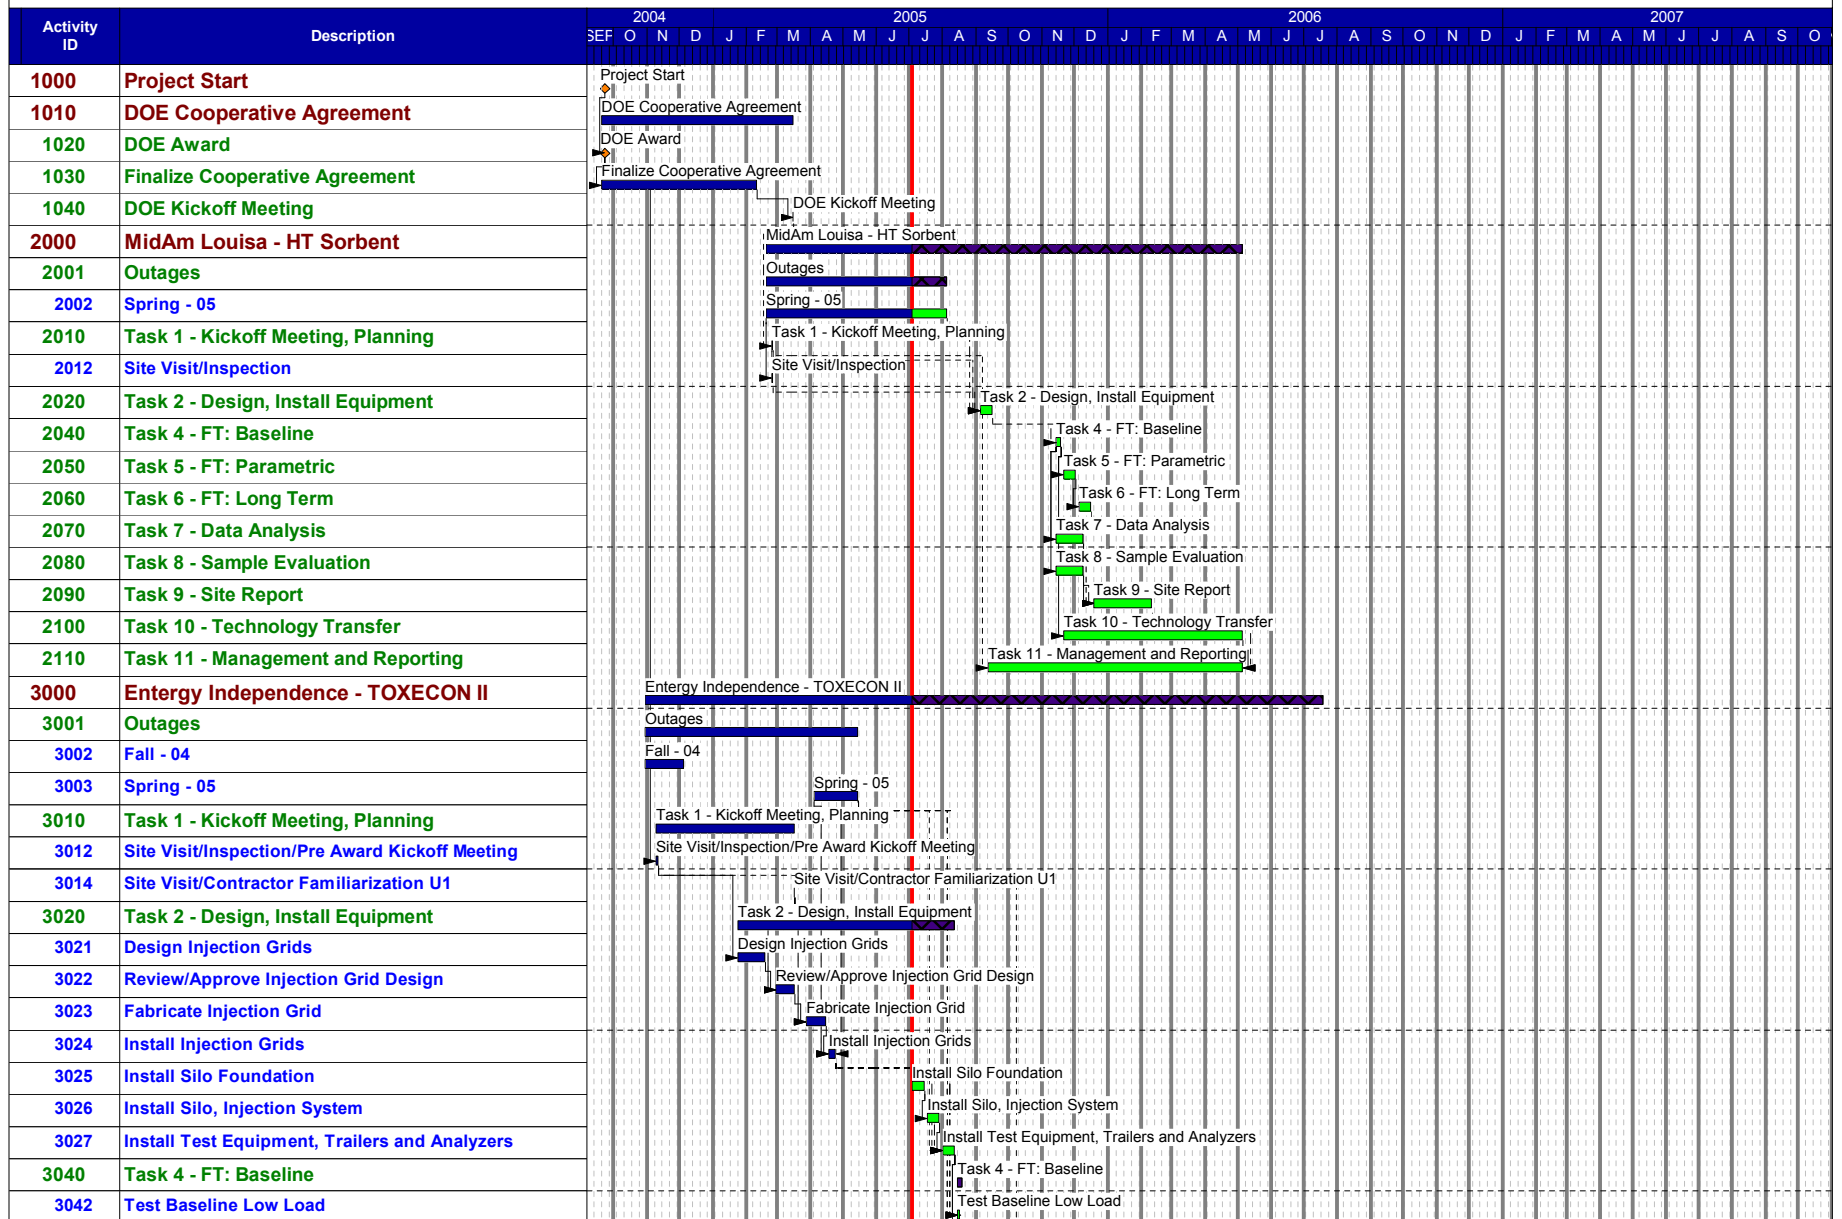 2004 2005 2006 2007
Activity ID Description
SEP O N D J F M A M J J A S O N D J F M A M J J A S O N D J F M A M J J A S O
1000 Project Start Project Start
1010 DOE Cooperative Agreement DOE Cooperative Agreement
1020 DOE Award DOE Award
1030 Finalize Cooperative Agreement Finalize Cooperative Agreement
1040 DOE Kickoff Meeting DOE Kickoff Meeting
2000 MidAm Louisa - HT Sorbent MidAm Louisa - HT Sorbent
2001 Outages Outages
2002 Spring - 05 Spring - 05
2010 Task 1 - Kickoff Meeting, Planning Task 1 - Kickoff Meeting, Planning
2012 Site Visit/Inspection Site Visit/Inspection
2020 Task 2 - Design, Install Equipment Task 2 - Design, Install Equipment
2040 Task 4 - FT: Baseline Task 4 - FT: Baseline
2050 Task 5 - FT: Parametric Task 5 - FT: Parametric
2060 Task 6 - FT: Long Term Task 6 - FT: Long Term
2070 Task 7 - Data Analysis Task 7 - Data Analysis
2080 Task 8 - Sample Evaluation Task 8 - Sample Evaluation
2090 Task 9 - Site Report Task 9 - Site Report
2100 Task 10 - Technology Transfer Task 10 - Technology Transfer
2110 Task 11 - Management and Reporting Task 11 - Management and Reporting
3000 Entergy Independence - TOXECON II Entergy Independence - TOXECON II
3001 Outages Outages
3002 Fall - 04 Fall - 04
3003 Spring - 05 Spring - 05
3010 Task 1 - Kickoff Meeting, Planning Task 1 - Kickoff Meeting, Planning
3012 Site Visit/Inspection/Pre Award Kickoff Meeting Site Visit/Inspection/Pre Award Kickoff Meeting
3014 Site Visit/Contractor Familiarization U1 Site Visit/Contractor Familiarization U1
3020 Task 2 - Design, Install Equipment Task 2 - Design, Install Equipment
3021 Design Injection Grids Design Injection Grids
3022 Review/Approve Injection Grid Design Review/Approve Injection Grid Design
3023 Fabricate Injection Grid Fabricate Injection Grid
3024 Install Injection Grids Install Injection Grids
3025 Install Silo Foundation Install Silo Foundation
3026 Install Silo, Injection System Install Silo, Injection System
3027 Install Test Equipment, Trailers and Analyzers Install Test Equipment, Trailers and Analyzers
3040 Task 4 - FT: Baseline Task 4 - FT: Baseline
3042 Test Baseline Low Load Test Baseline Low Load